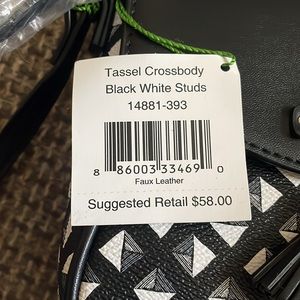 Tassel Crossbody
Black White Studs
14881-393
8 86003 33469 0
Faux Leather
Suggested Retail $58.00